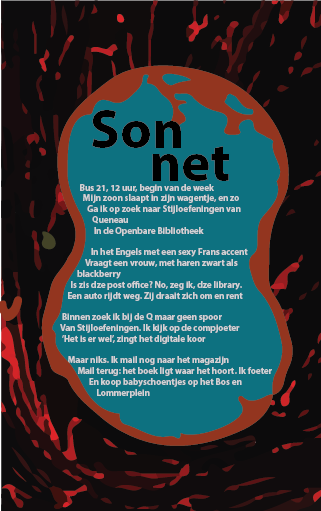 Son
net
Bus 21, 12 uur, begin van de week
Mijn zoon slaapt in zijn wagentje, en zo
Ga ik op zoek naar Stijloefeningen van
Queneau
In de Openbare Bibliotheek
In het Engels met een sexy Frans accent
Vraagt een vrouw, met haren zwart als
blackberry
Is zis dze post office? No, zeg ik, dze library.
Een auto rijdt weg. Zij draait zich om en rent
Binnen zoek ik bij de Q maar geen spoor
Van Stijloefeningen. Ik kijk op de compjoeter
'Het is er wel', zingt het digitale koor
Maar niks. Ik mail nog naar het magazijn
Mail terug: het boek ligt waar het hoort. Ik foeter
En koop babyschoentjes op het Bos en
Lommerplein